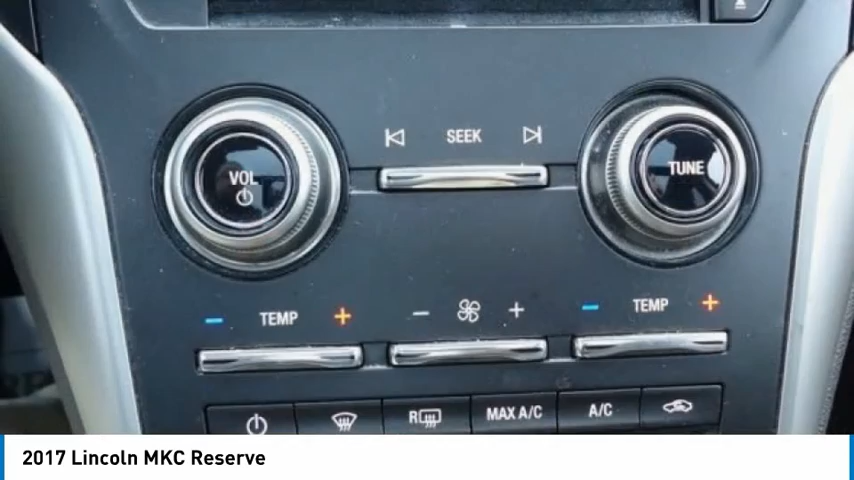 VOL
SEEK
TUNE
− TEMP +
− +
− TEMP +
R
MAX A/C
A/C
2017 Lincoln MKC Reserve